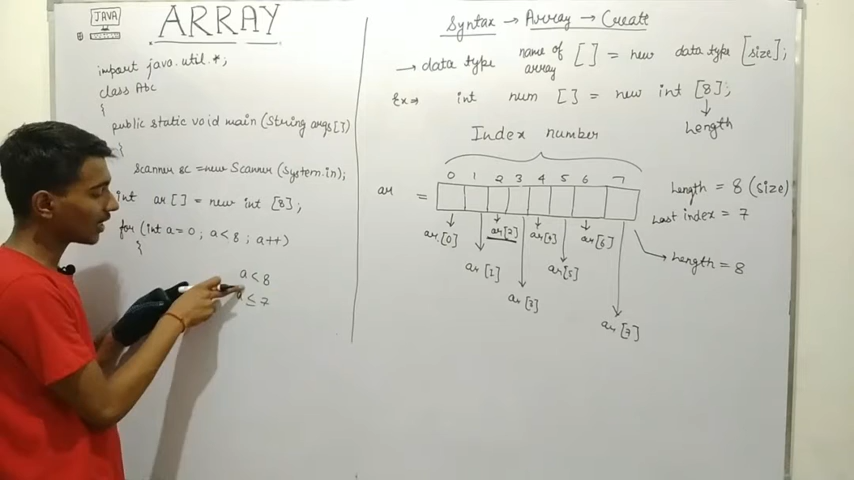 JAVA
ARRAY
import java.util.*;
class Abc
{
public static void main (String args[])
{
Scanner sc = new Scanner (System.in);
int ar [] = new int [8];
for (int a=0; a<8; a++)
{
a<8
a≤7
Syntax → Array → Create
→ data type name of array [] = new data type [size];
Ex⇒ int num [] = new int [8];
Length
Index number
0 1 2 3 4 5 6 7
ar =
ar[0] ar[2] ar[4] ar[6]
ar[1] ar[5]
ar[3]
ar[7]
Length = 8 (size)
Last index = 7
Length = 8